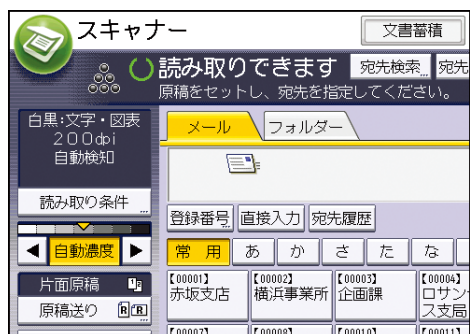 スキャナー
文書蓄積
読み取りできます
宛先検索
宛先
原稿をセットし、宛先を指定してください。
白黒:文字・図表
200dpi
自動検知
読み取り条件
自動濃度
片面原稿
原稿送り
メール
フォルダー
登録番号
直接入力
宛先履歴
常用
あ
か
さ
た
な
【00001】
赤坂支店
【00002】
横浜事業所
【00003】
企画課
【00004】
ロサン
ス支局